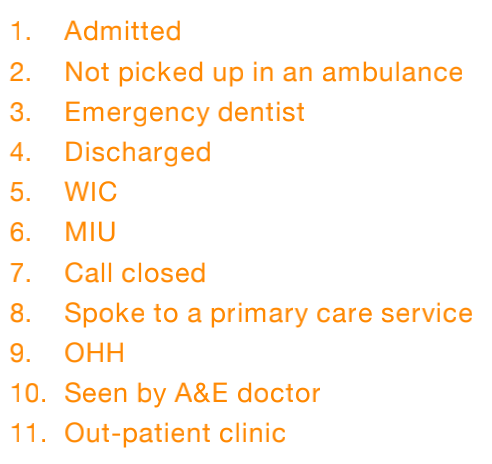 1. Admitted
2. Not picked up in an ambulance
3. Emergency dentist
4. Discharged
5. WIC
6. MIU
7. Call closed
8. Spoke to a primary care service
9. OHH
10. Seen by A&E doctor
11. Out-patient clinic